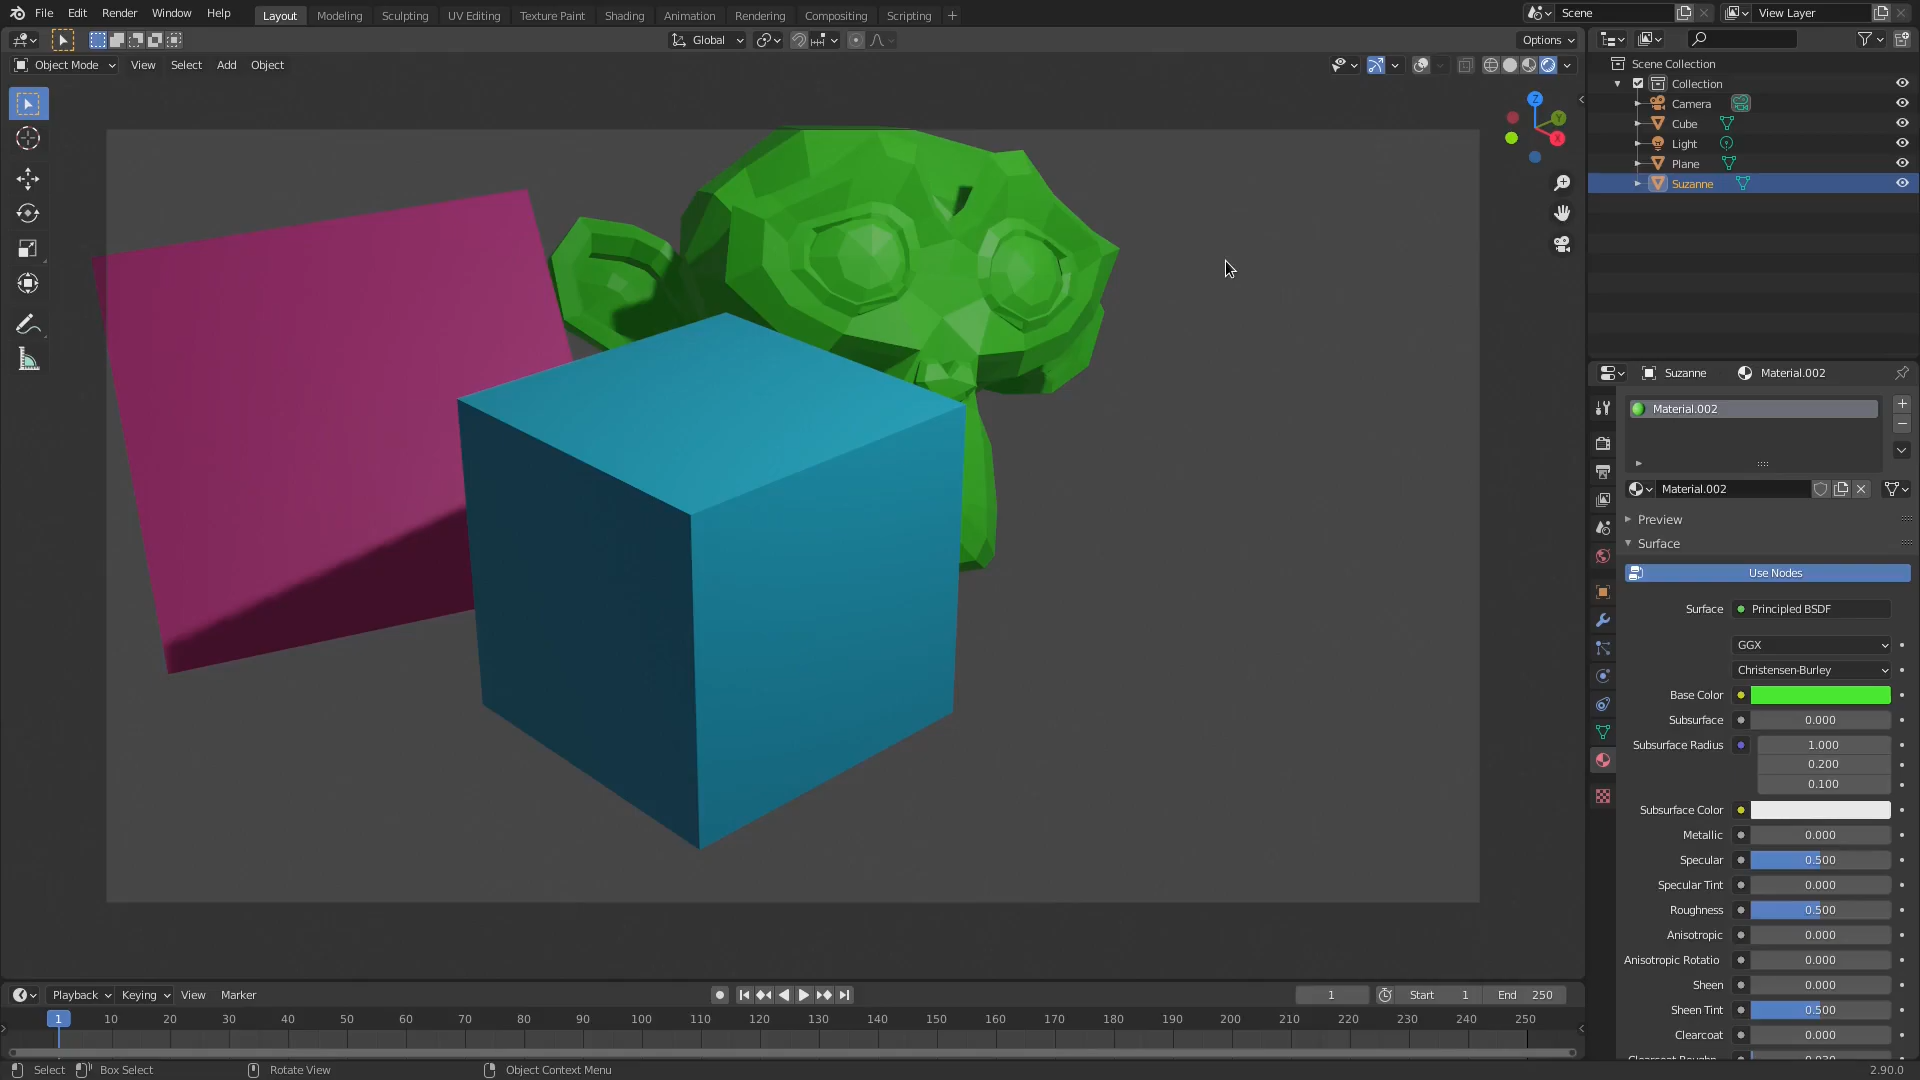 File Edit Render Window Help Layout Modeling Sculpting UV Editing Texture Paint Shading Animation Rendering Compositing Scripting + Scene View Layer
Global Options
Object Mode View Select Add Object
Z
Y
X
Scene Collection
Collection
Camera
Cube
Light
Plane
Suzanne
Suzanne Material.002
Material.002
Material.002
Preview
Surface
Use Nodes
Surface Principled BSDF
GGX
Christensen-Burley
Base Color
Subsurface 0.000
Subsurface Radius 1.000
0.200
0.100
Subsurface Color
Metallic 0.000
Specular 0.500
Specular Tint 0.000
Roughness 0.500
Anisotropic 0.000
Anisotropic Rotatio 0.000
Sheen 0.000
Sheen Tint 0.500
Clearcoat 0.000
Playback Keying View Marker 1 Start 1 End 250
1 10 20 30 40 50 60 70 80 90 100 110 120 130 140 150 160 170 180 190 200 210 220 230 240 250
Select Box Select Rotate View Object Context Menu 2.90.0